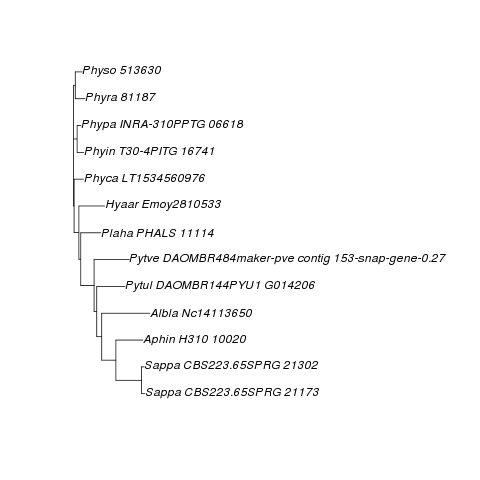 Physo 513630
Phyra 81187
Phypa INRA-310PPTG 06618
Phyin T30-4PITG 16741
Phyca LT1534560976
Hyaar Emoy2810533
Plaha PHALS 11114
Pytve DAOMBR484maker-pve contig 153-snap-gene-0.27
Pytul DAOMBR144PYU1 G014206
Albla Nc14113650
Aphin H310 10020
Sappa CBS223.65SPRG 21302
Sappa CBS223.65SPRG 21173